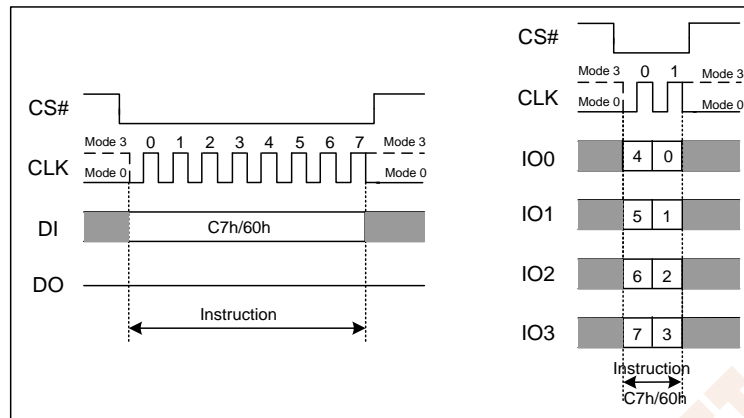 CS#
Mode 3 0 1 2 3 4 5 6 7 Mode 3
CLK
Mode 0 Mode 0
DI C7h/60h
DO
Instruction
CS#
Mode 3 0 1 Mode 3
CLK
Mode 0 Mode 0
IO0 4 0
IO1 5 1
IO2 6 2
IO3 7 3
Instruction
C7h/60h